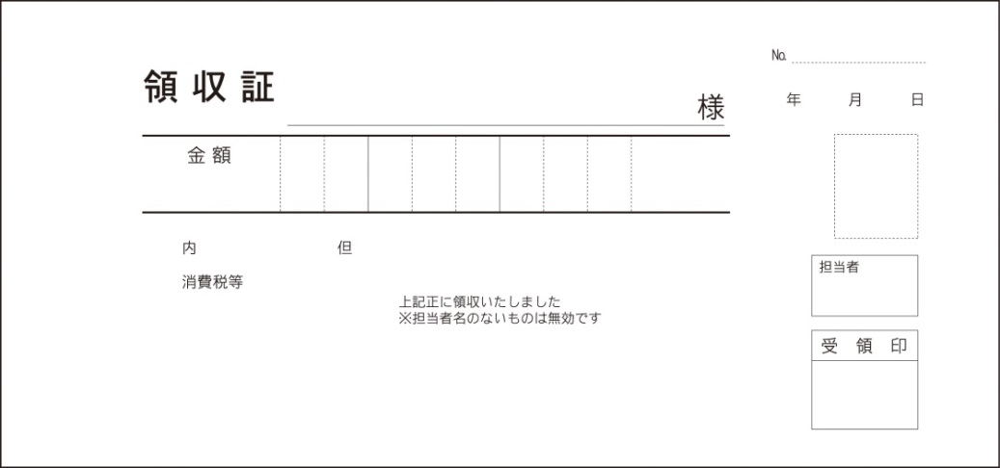 No.
領収証
様
年 月 日
金額
内 但
消費税等
上記正に領収いたしました
※担当者名のないものは無効です
担当者
受領印